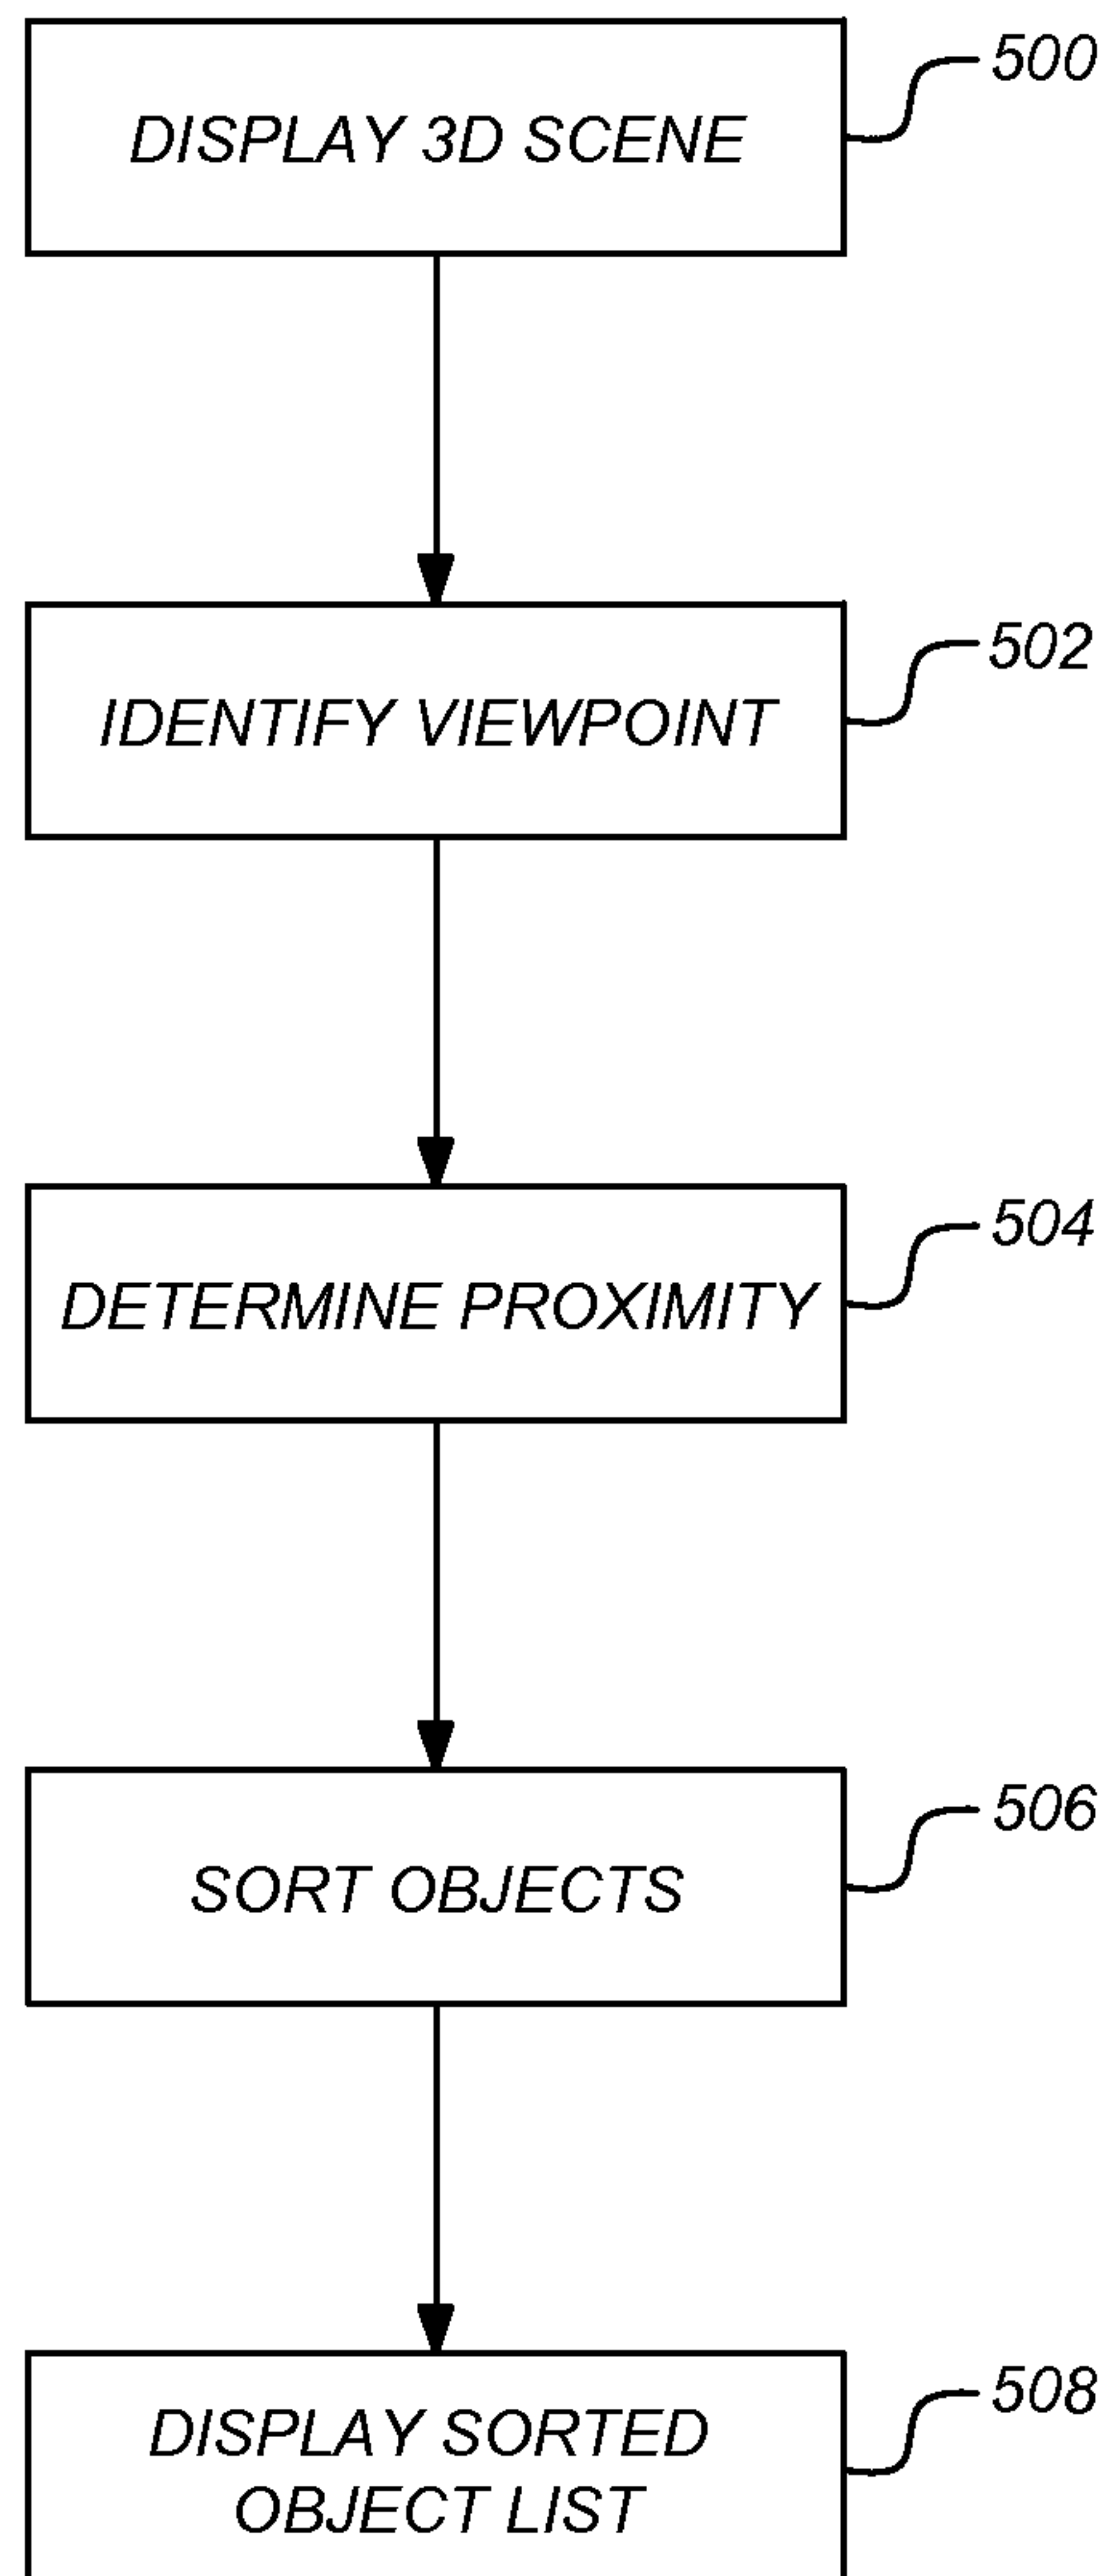 DISPLAY 3D SCENE
500
IDENTIFY VIEWPOINT
502
DETERMINE PROXIMITY
504
SORT OBJECTS
506
DISPLAY SORTED
OBJECT LIST
508